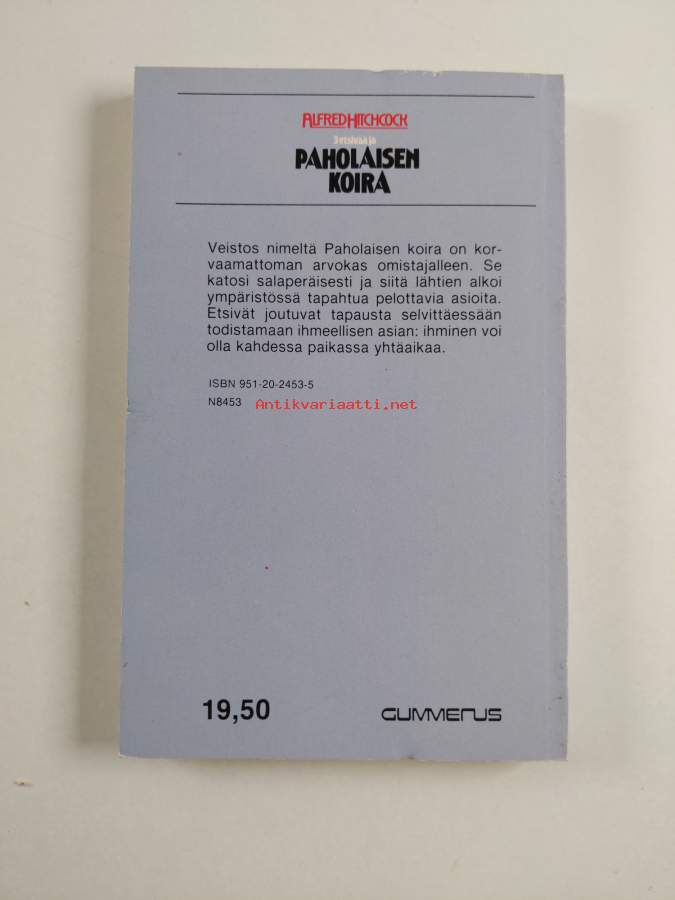 ALFRED HITCHCOCK
3 etsivää ja
PAHOLAISEN
KOIRA
Veistos nimeltä Paholaisen koira on kor-
vaamattoman arvokas omistajalleen. Se
katosi salaperäisesti ja siitä lähtien alkoi
ympäristössä tapahtua pelottavia asioita.
Etsivät joutuvat tapausta selvittäessään
todistamaan ihmeellisen asian: ihminen voi
olla kahdessa paikassa yhtäaikaa.
ISBN 951-20-2453-5
N8453 Antikvariaatti.net
19,50 GUMMERUS